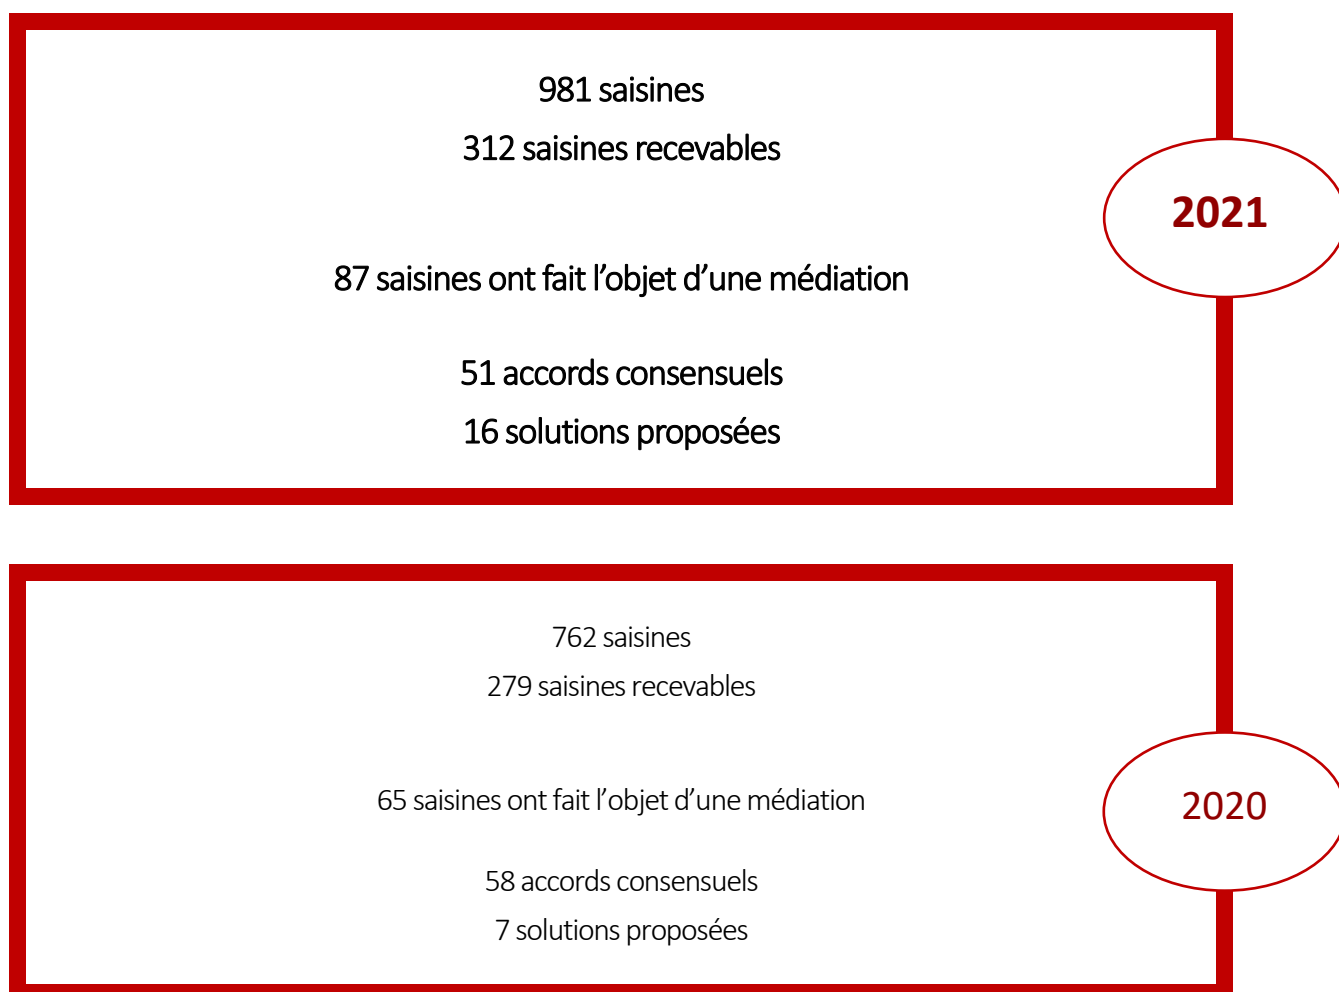 981 saisines
312 saisines recevables
2021
87 saisines ont fait l’objet d’une médiation
51 accords consensuels
16 solutions proposées
762 saisines
279 saisines recevables
2020
65 saisines ont fait l’objet d’une médiation
58 accords consensuels
7 solutions proposées